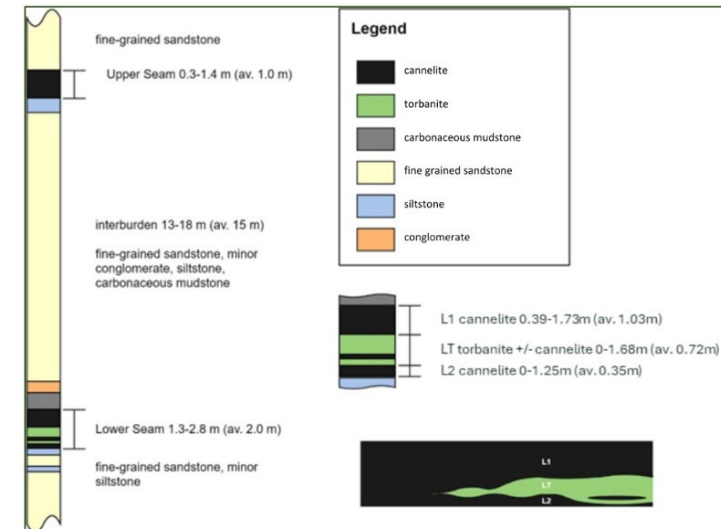 fine-grained sandstone
Upper Seam 0.3-1.4 m (av. 1.0 m)
interburden 13-18 m (av. 15 m)
fine-grained sandstone, minor
conglomerate, siltstone,
carbonaceous mudstone
Lower Seam 1.3-2.8 m (av. 2.0 m)
fine-grained sandstone, minor
siltstone
Legend
cannelite
torbanite
carbonaceous mudstone
fine grained sandstone
siltstone
conglomerate
L1 cannelite 0.39-1.73m (av. 1.03m)
LT torbanite +/- cannelite 0-1.68m (av. 0.72m)
L2 cannelite 0-1.25m (av. 0.35m)
L1
LT
L2